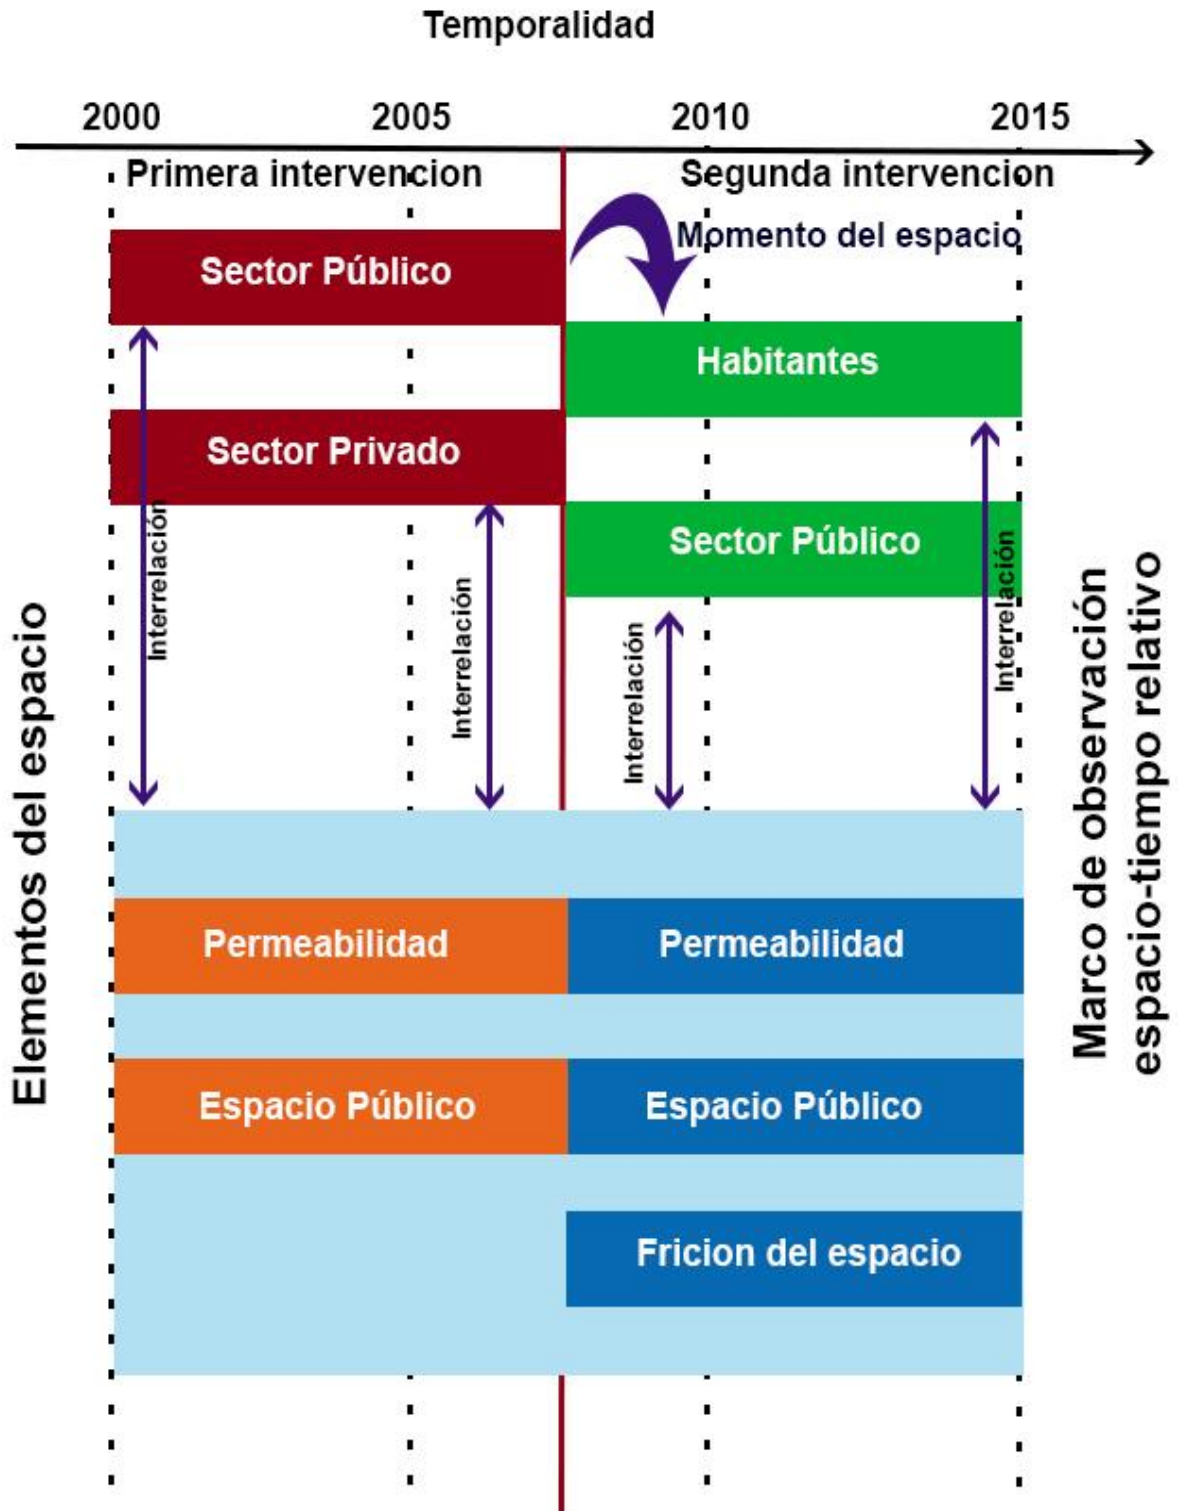 Temporalidad
2000 2005 2010 2015
Primera intervencion Segunda intervencion
Momento del espacio
Sector Público
Habitantes
Sector Privado
Sector Público
Interrelación
Interrelación
Interrelación
Interrelación
Elementos del espacio
Marco de observación
espacio-tiempo relativo
Permeabilidad Permeabilidad
Espacio Público Espacio Público
Fricion del espacio